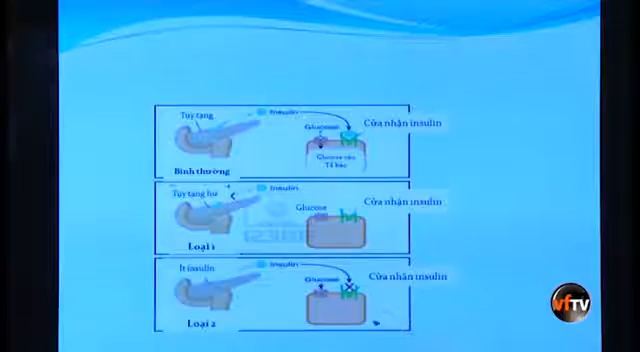 Tụy tạng
Insulin
Cửa nhận insulin
Glucose
Glucose vào
Tế bào
Bình thường
Tụy tạng hư
Insulin
Cửa nhận insulin
Glucose
Loại 1
Ít insulin
Insulin
Cửa nhận insulin
Glucose
Loại 2
vfTV